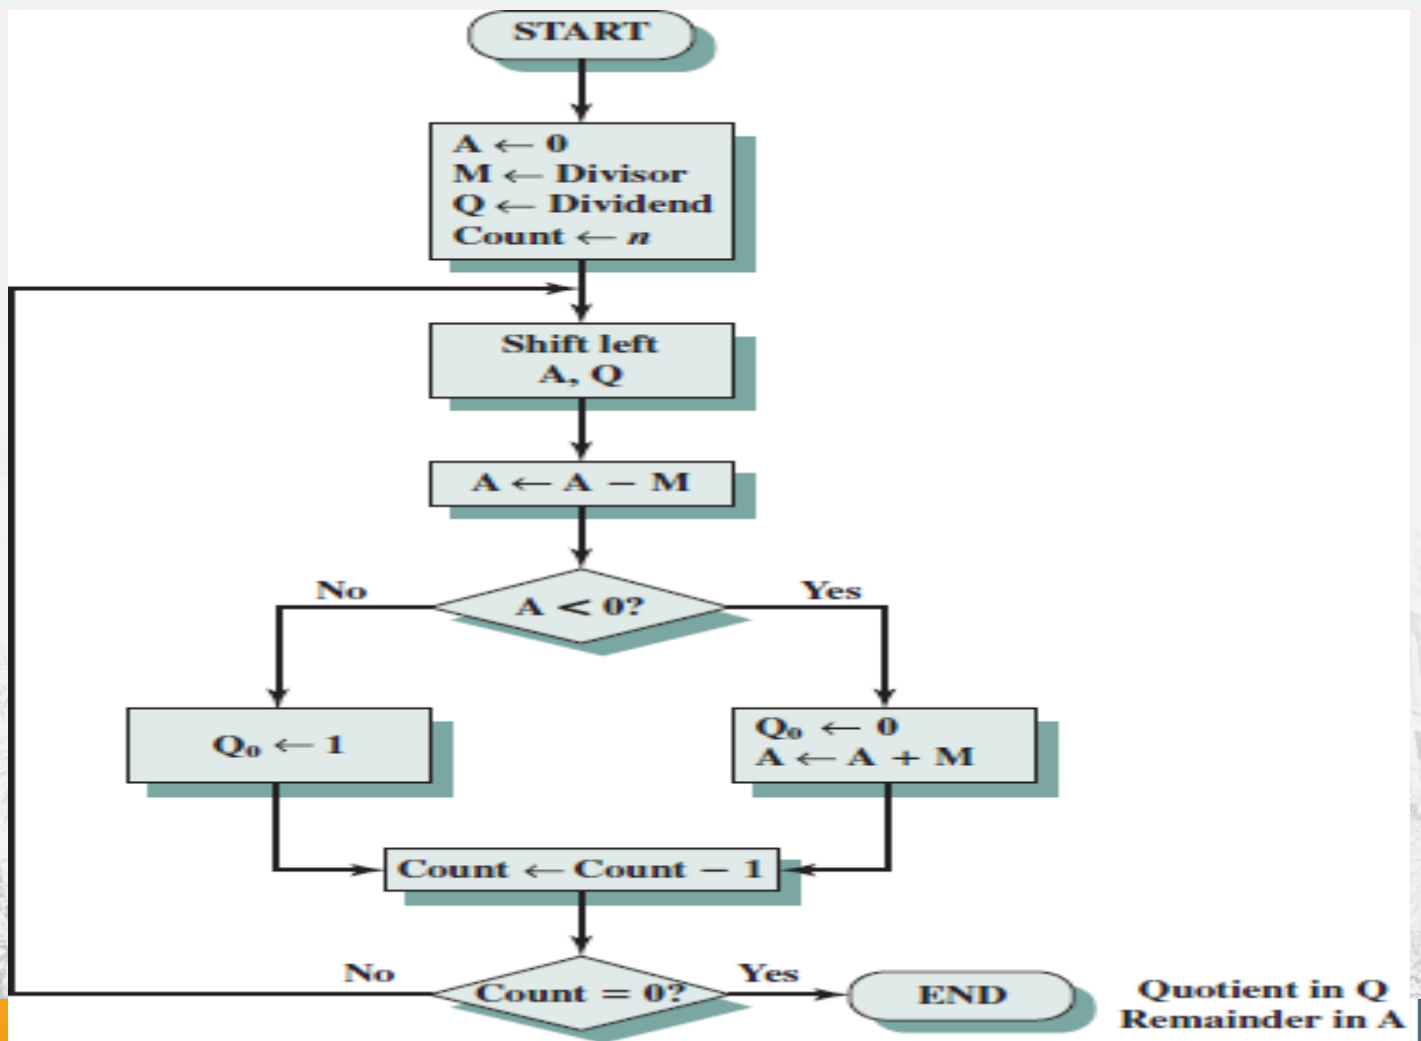 START
A ← 0
M ← Divisor
Q ← Dividend
Count ← n
Shift left
A, Q
A ← A − M
No
A < 0?
Yes
Q₀ ← 1
Q₀ ← 0
A ← A + M
Count ← Count − 1
No
Count = 0?
Yes
END
Quotient in Q
Remainder in A